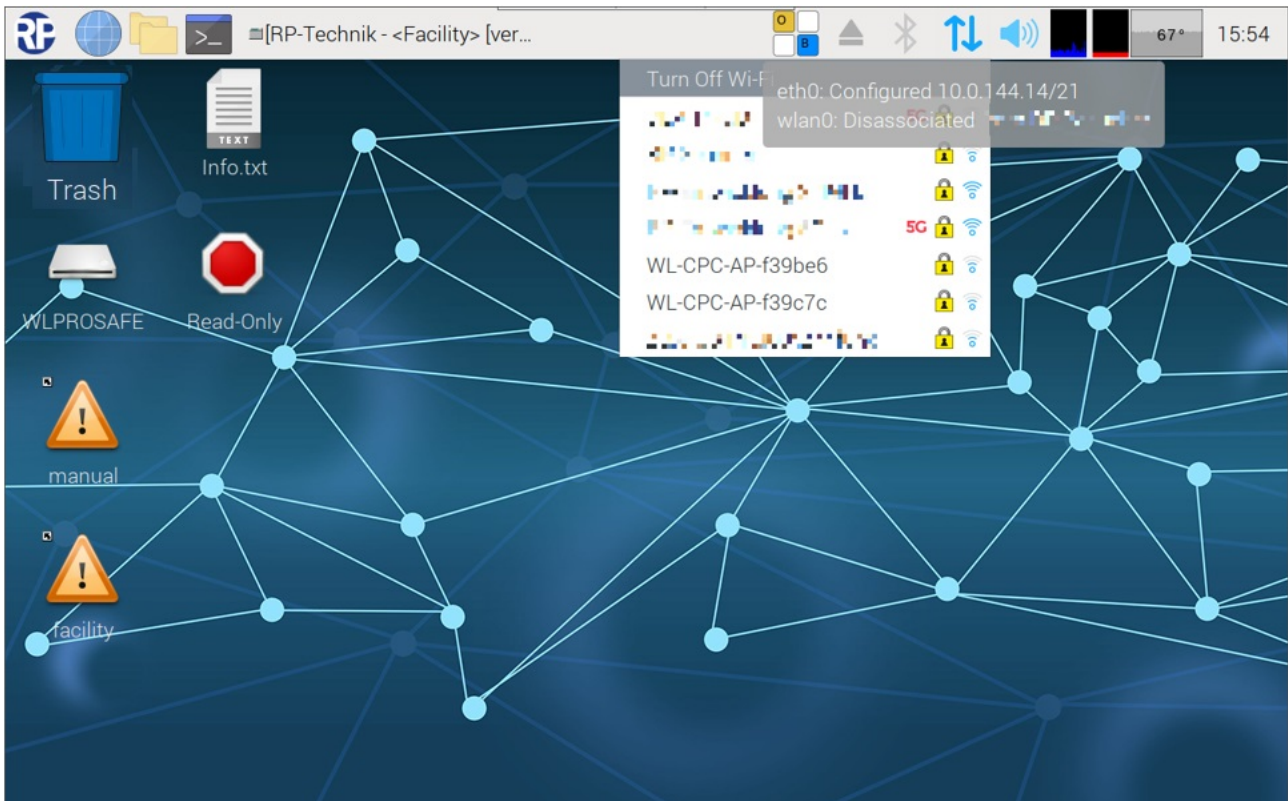 RP
>_
[RP-Technik - <Facility> [ver...
O
B
67°
15:54
Turn Off Wi-Fi
eth0: Configured 10.0.144.14/21
wlan0: Disassociated
5G
5G
WL-CPC-AP-f39be6
WL-CPC-AP-f39c7c
Trash
TEXT
Info.txt
WLPROSAFE
Read-Only
!
manual
!
facility